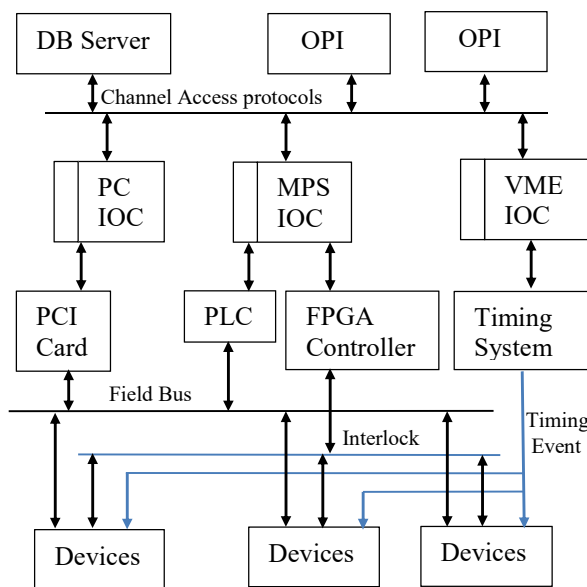 DB Server
OPI
OPI
Channel Access protocols
PC
IOC
MPS
IOC
VME
IOC
PCI
Card
PLC
FPGA
Controller
Timing
System
Field Bus
Timing
Event
Interlock
Devices
Devices
Devices